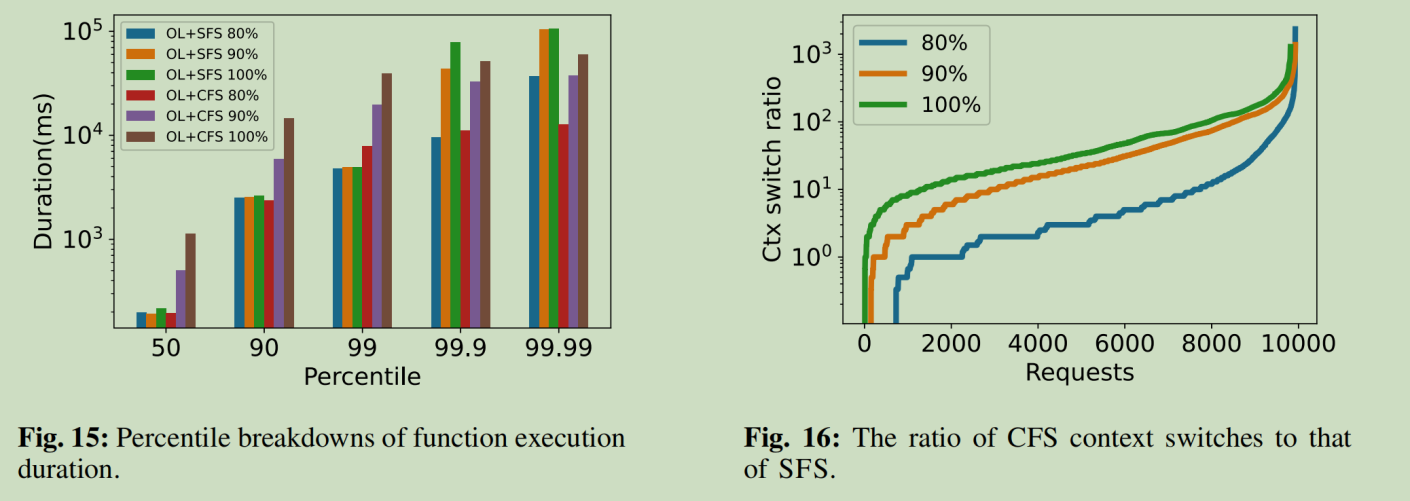 10^5
10^4
10^3
Duration(ms)
OL+SFS 80%
OL+SFS 90%
OL+SFS 100%
OL+CFS 80%
OL+CFS 90%
OL+CFS 100%
50 90 99 99.9 99.99
Percentile
Fig. 15: Percentile breakdowns of function execution
duration.
10^3
10^2
10^1
10^0
Ctx switch ratio
80%
90%
100%
0 2000 4000 6000 8000 10000
Requests
Fig. 16: The ratio of CFS context switches to that
of SFS.